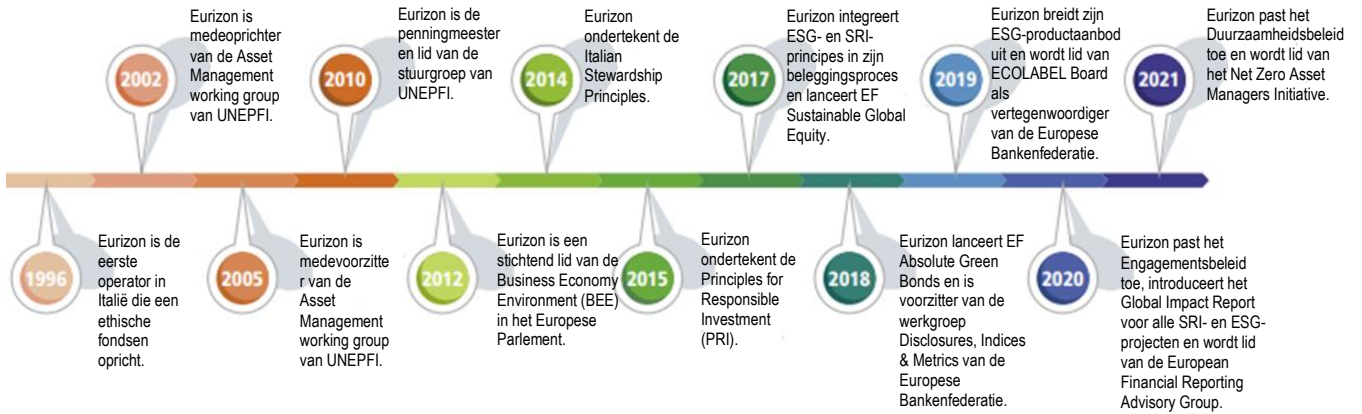 2002
Eurizon is
medeoprichter
van de Asset
Management
working group
van UNEPFI.
2010
Eurizon is de
penningmeester
en lid van de
stuurgroep van
UNEPFI.
2014
Eurizon
ondertekent de
Italian
Stewardship
Principles.
2017
Eurizon integreert
ESG- en SRI-
principes in zijn
beleggingsproces
en lanceert EF
Sustainable Global
Equity.
2019
Eurizon breidt zijn
ESG-productaanbod
uit en wordt lid van
ECOLABEL Board
als
vertegenwoordiger
van de Europese
Bankenfederatie.
2021
Eurizon past het
Duurzaamheidsbeleid
toe en wordt lid van
het Net Zero Asset
Managers Initiative.
1996
Eurizon is de
eerste
operator in
Italië die een
ethische
fondsen
opricht.
2005
Eurizon is
medevoorzitte
r van de
Asset
Management
working group
van UNEPFI.
2012
Eurizon is een
stichtend lid van de
Business Economy
Environment (BEE)
in het Europese
Parlement.
2015
Eurizon
ondertekent de
Principles for
Responsible
Investment
(PRI).
2018
Eurizon lanceert EF
Absolute Green
Bonds en is
voorzitter van de
werkgroep
Disclosures, Indices
& Metrics van de
Europese
Bankenfederatie.
2020
Eurizon past het
Engagementsbeleid
toe, introduceert het
Global Impact Report
voor alle SRI- en ESG-
projecten en wordt lid
van de European
Financial Reporting
Advisory Group.